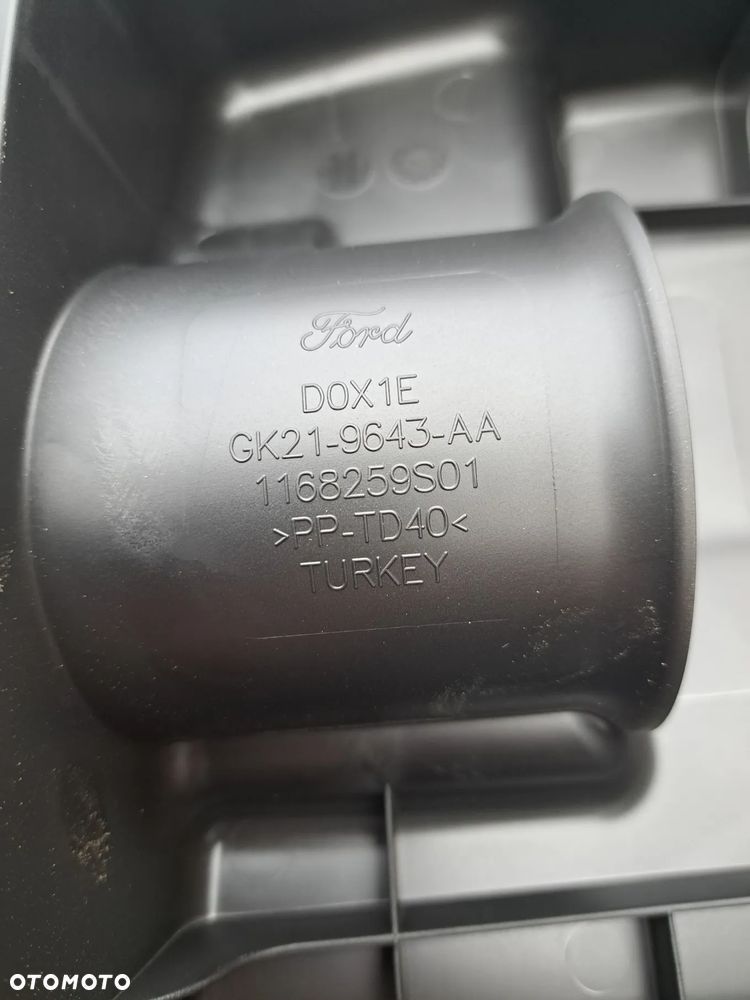 Ford
D0X1E
GK21-9643-AA
1168259S01
>PP-TD40<
TURKEY
OTOMOTO